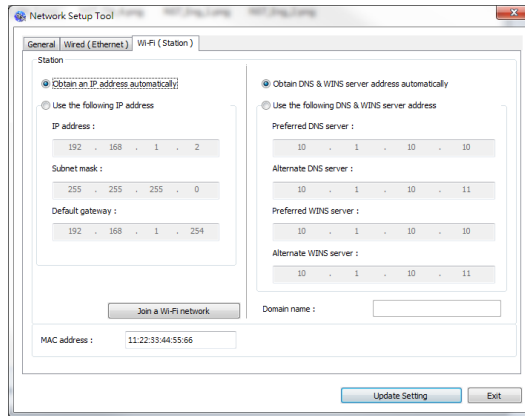 Network Setup Tool
General Wired ( Ethernet ) Wi-Fi ( Station )
Station
Obtain an IP address automatically
Use the following IP address
IP address :
192 . 168 . 1 . 2
Subnet mask :
255 . 255 . 255 . 0
Default gateway :
192 . 168 . 1 . 254
Join a Wi-Fi network
Obtain DNS & WINS server address automatically
Use the following DNS & WINS server address
Preferred DNS server :
10 . 1 . 10 . 10
Alternate DNS server :
10 . 1 . 10 . 11
Preferred WINS server :
10 . 1 . 10 . 10
Alternate WINS server :
10 . 1 . 10 . 11
Domain name :
MAC address : 11:22:33:44:55:66
Update Setting Exit